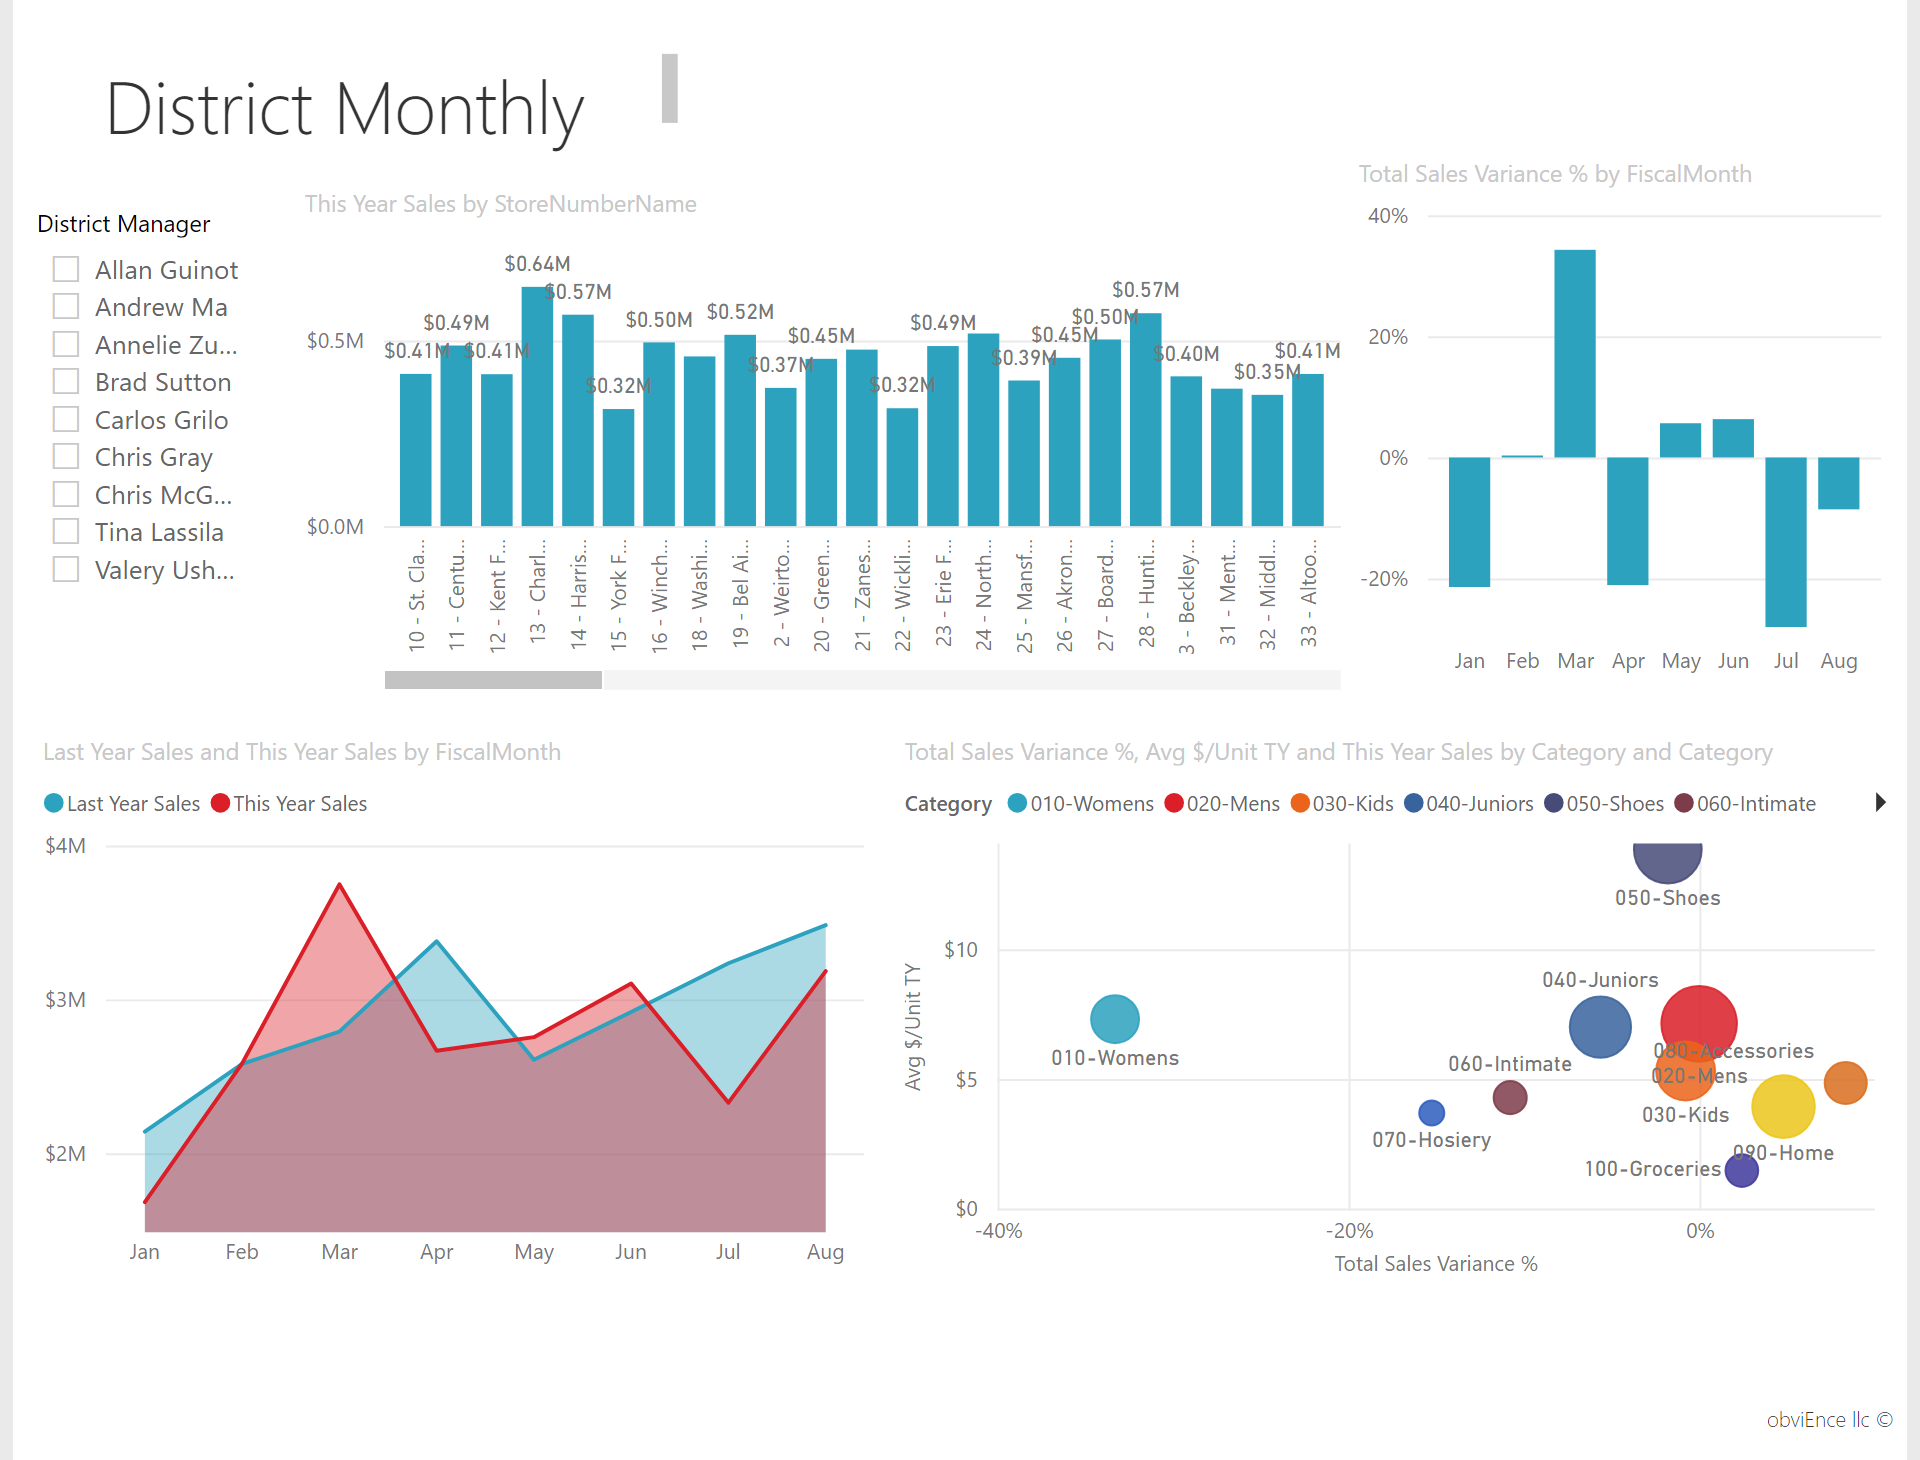 District Monthly
District Manager
Allan Guinot
Andrew Ma
Annelie Zu...
Brad Sutton
Carlos Grilo
Chris Gray
Chris McG...
Tina Lassila
Valery Ush...
This Year Sales by StoreNumberName
$0.5M
$0.0M
$0.41M
$0.49M
$0.41M
$0.64M
$0.57M
$0.32M
$0.50M
$0.52M
$0.37M
$0.45M
$0.32M
$0.49M
$0.39M
$0.45M
$0.50M
$0.57M
$0.40M
$0.35M
$0.41M
10 - St. Cla...
11 - Centu...
12 - Kent F...
13 - Charl...
14 - Harris...
15 - York F...
16 - Winch...
18 - Washi...
19 - Bel Ai...
2 - Weirto...
20 - Green...
21 - Zanes...
22 - Wickli...
23 - Erie F...
24 - North...
25 - Mansf...
26 - Akron...
27 - Board...
28 - Hunti...
3 - Beckley...
31 - Ment...
32 - Middl...
33 - Altoo...
Total Sales Variance % by FiscalMonth
40%
20%
0%
-20%
Jan Feb Mar Apr May Jun Jul Aug
Last Year Sales and This Year Sales by FiscalMonth
Last Year Sales This Year Sales
$4M
$3M
$2M
Jan Feb Mar Apr May Jun Jul Aug
Total Sales Variance %, Avg $/Unit TY and This Year Sales by Category and Category
Category 010-Womens 020-Mens 030-Kids 040-Juniors 050-Shoes 060-Intimate
Avg $/Unit TY
$10
$5
$0
050-Shoes
040-Juniors
010-Womens
060-Intimate
080-Accessories
020-Mens
030-Kids
070-Hosiery
090-Home
100-Groceries
-40% -20% 0%
Total Sales Variance %
obviEnce llc ©